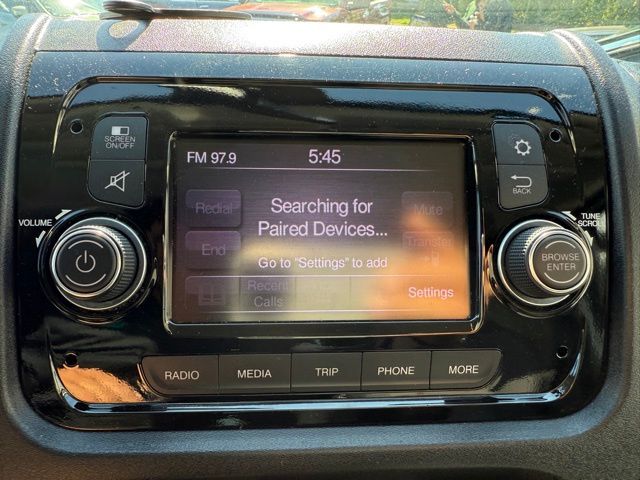 SCREEN
ON/OFF
FM 97.9
5:45
Redial
Searching for
Paired Devices...
Mute
End
Transfer
Go to "Settings" to add
Recent
Calls
Settings
BACK
VOLUME
TUNE
SCROLL
BROWSE
ENTER
RADIO
MEDIA
TRIP
PHONE
MORE